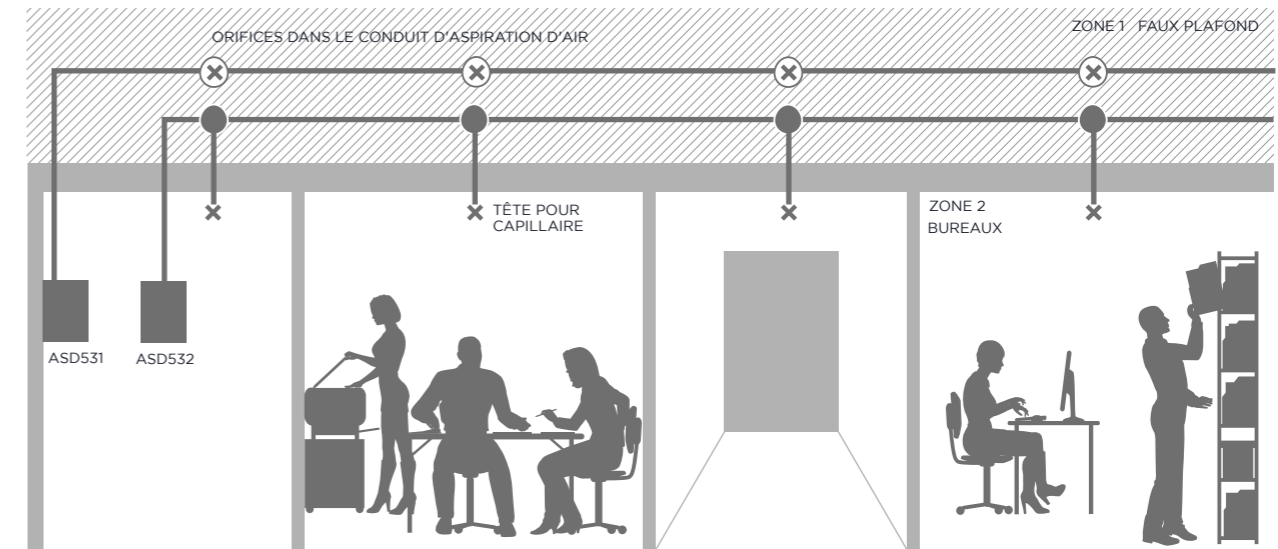 ORIFICES DANS LE CONDUIT D'ASPIRATION D'AIR
ZONE 1 FAUX PLAFOND
TÊTE POUR
CAPILLAIRE
ZONE 2
BUREAUX
ASD531
ASD532